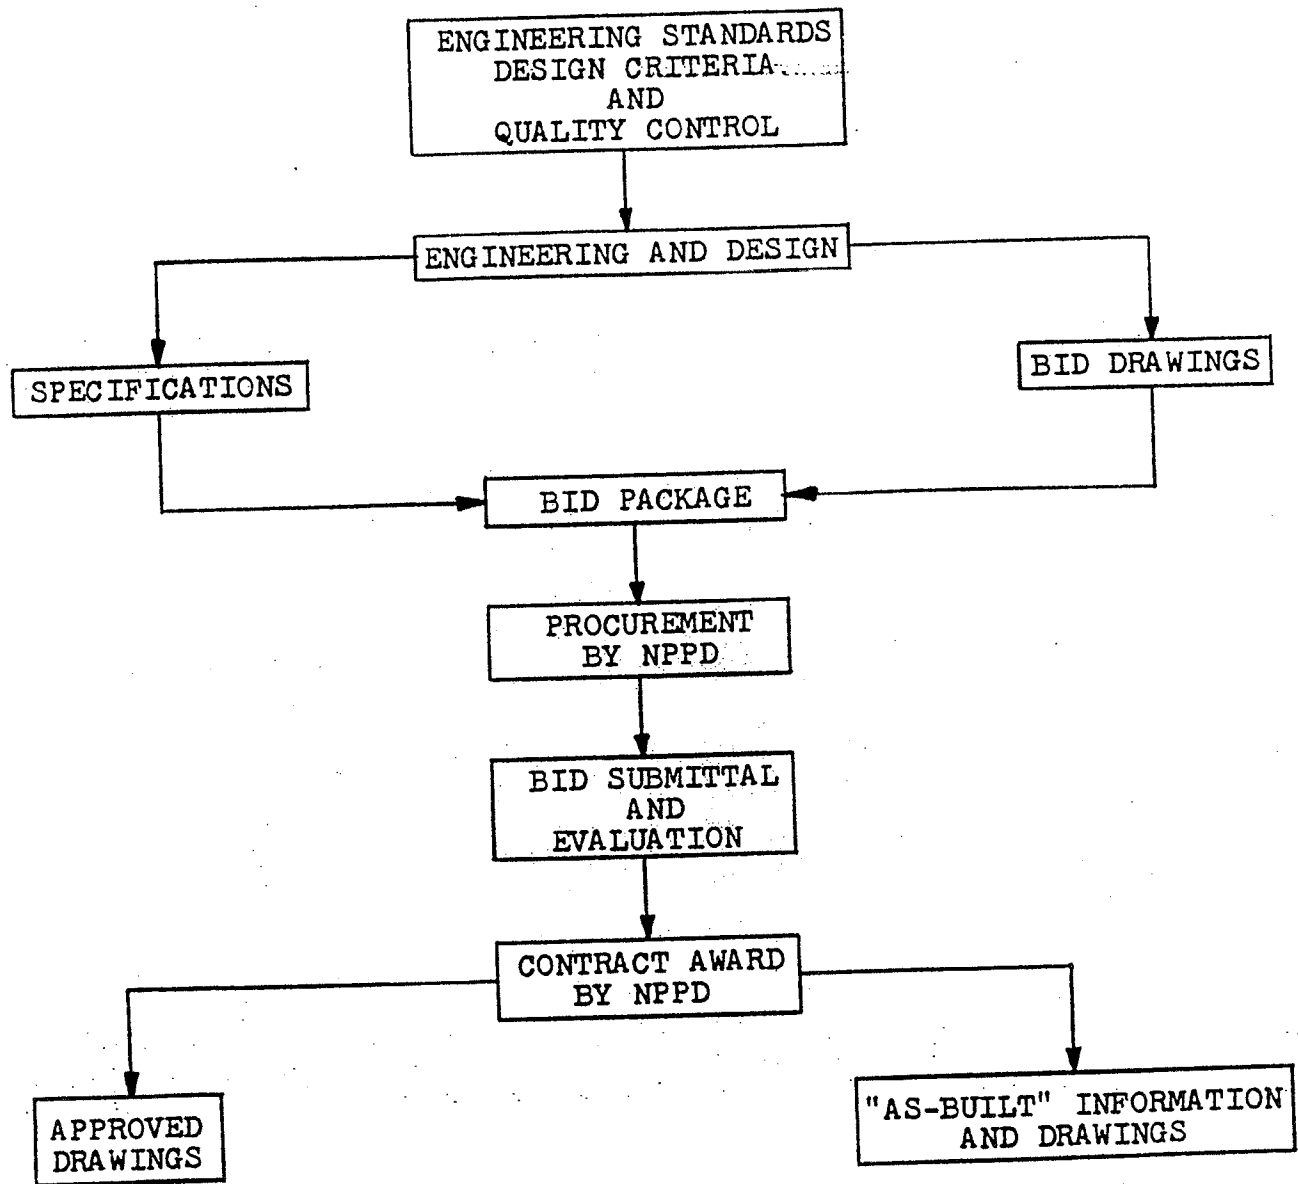 ENGINEERING STANDARDS
DESIGN CRITERIA
AND
QUALITY CONTROL
ENGINEERING AND DESIGN
SPECIFICATIONS
BID DRAWINGS
BID PACKAGE
PROCUREMENT
BY NPPD
BID SUBMITTAL
AND
EVALUATION
CONTRACT AWARD
BY NPPD
APPROVED
DRAWINGS
"AS-BUILT" INFORMATION
AND DRAWINGS